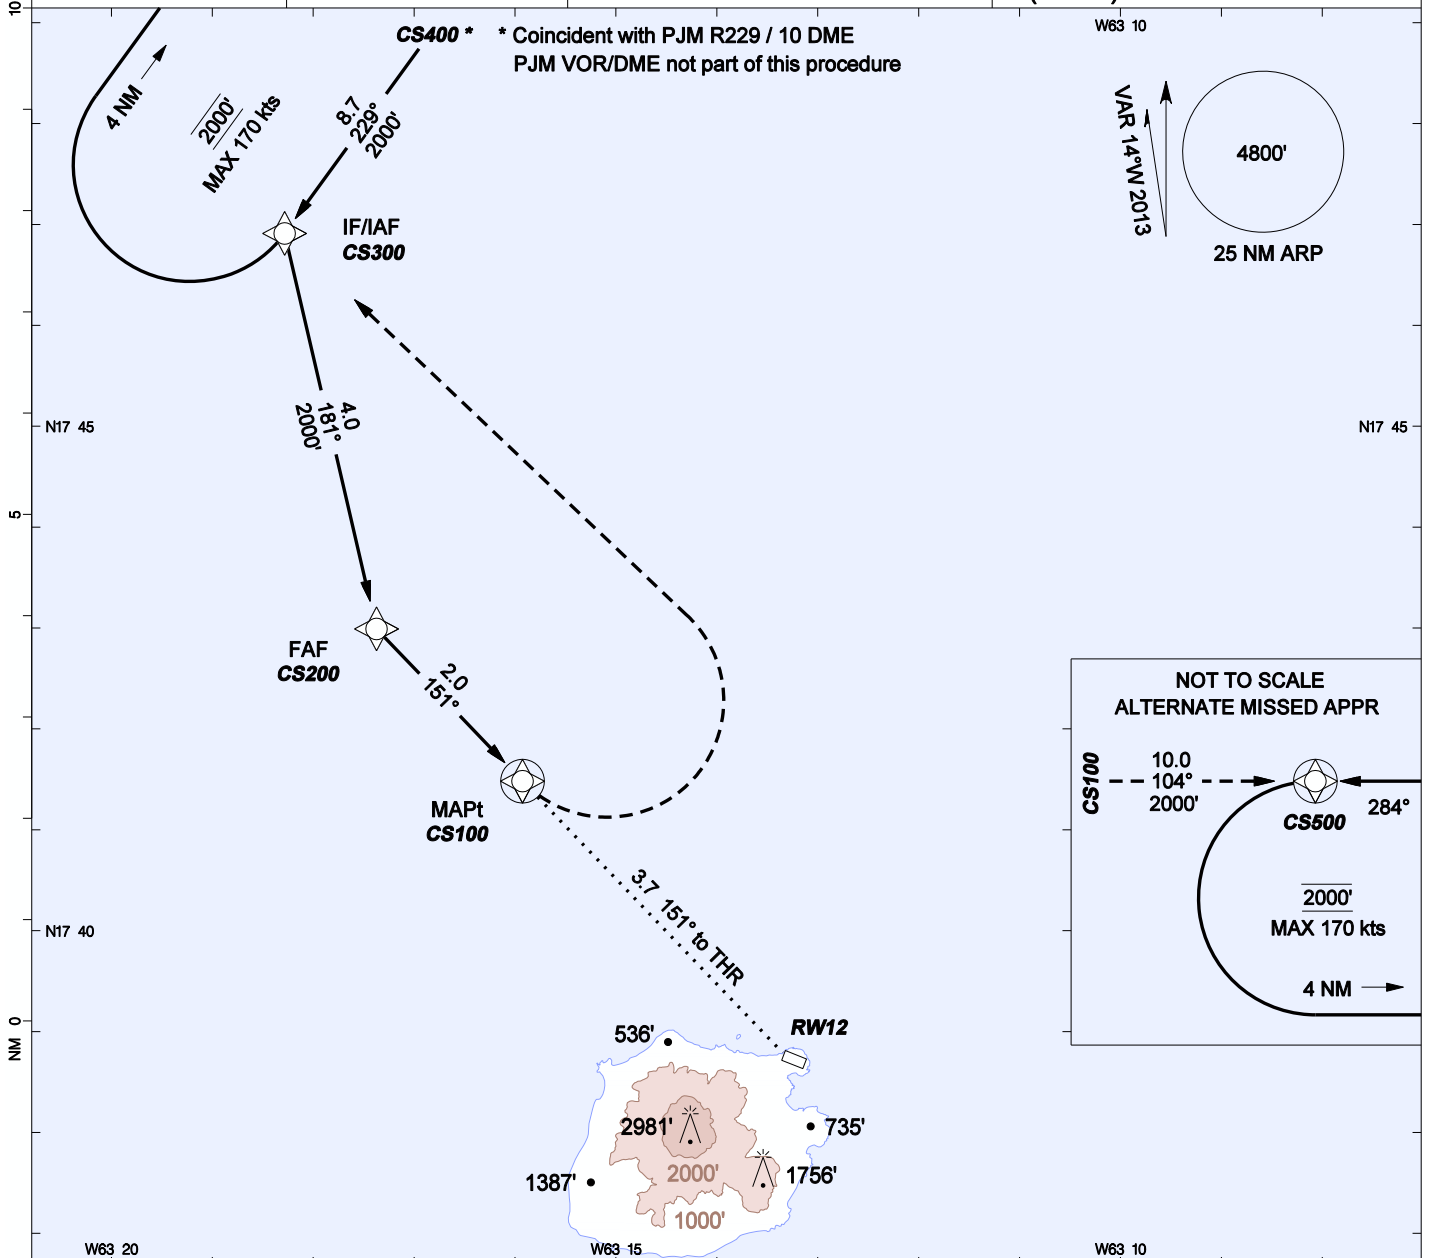 10
CS400 *
* Coincident with PJM R229 / 10 DME
PJM VOR/DME not part of this procedure
W63 10
4 NM
2000'
MAX 170 kts
8.7
229°
2000'
VAR 14°W 2013
4800'
25 NM ARP
IF/IAF
CS300
4.0
181°
2000'
N17 45
N17 45
5
FAF
CS200
2.0
151°
NOT TO SCALE
ALTERNATE MISSED APPR
CS100
10.0
104°
2000'
CS500
284°
2000'
MAX 170 kts
4 NM
MAPt
CS100
3.7 151° to THR
N17 40
NM 0
RW12
536'
2981'
735'
2000'
1756'
1387'
1000'
W63 20
W63 15
W63 10